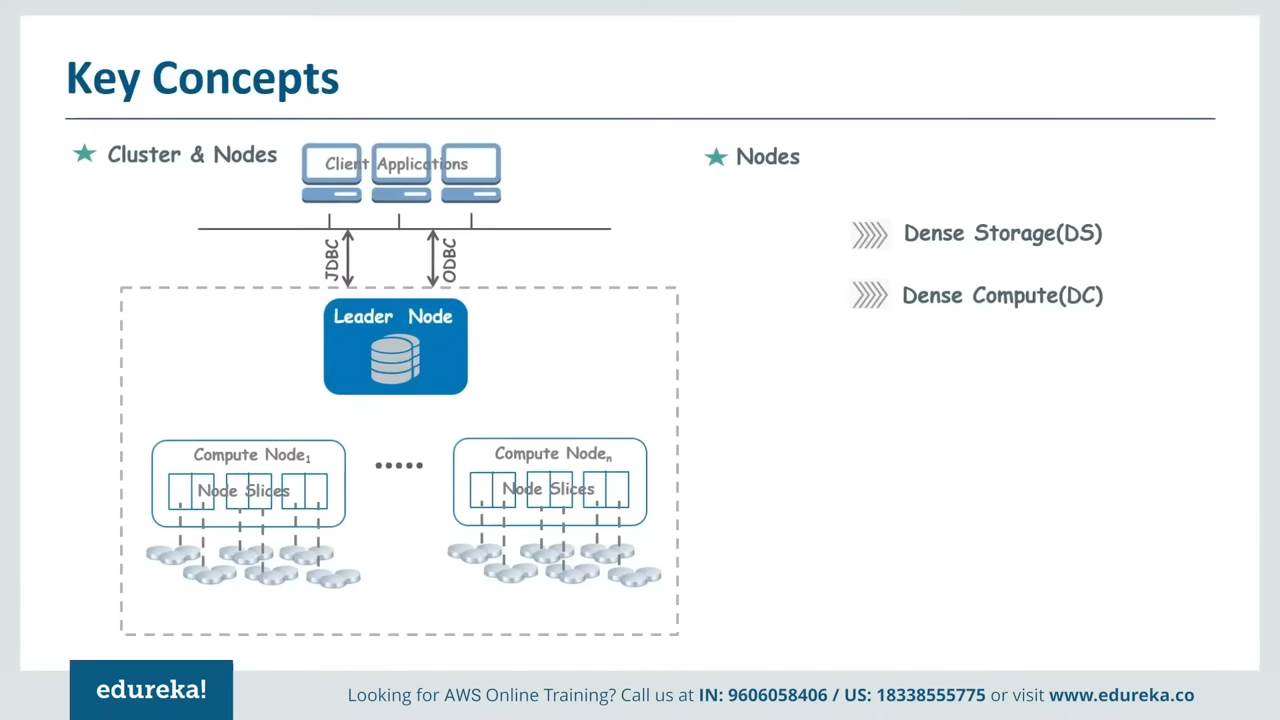 Key Concepts
Cluster & Nodes
Client Applications
JDBC
ODBC
Leader Node
Compute Node1
Node Slices
Compute Noden
Node Slices
Nodes
Dense Storage(DS)
Dense Compute(DC)
edureka!
Looking for AWS Online Training? Call us at IN: 9606058406 / US: 18338555775 or visit www.edureka.co